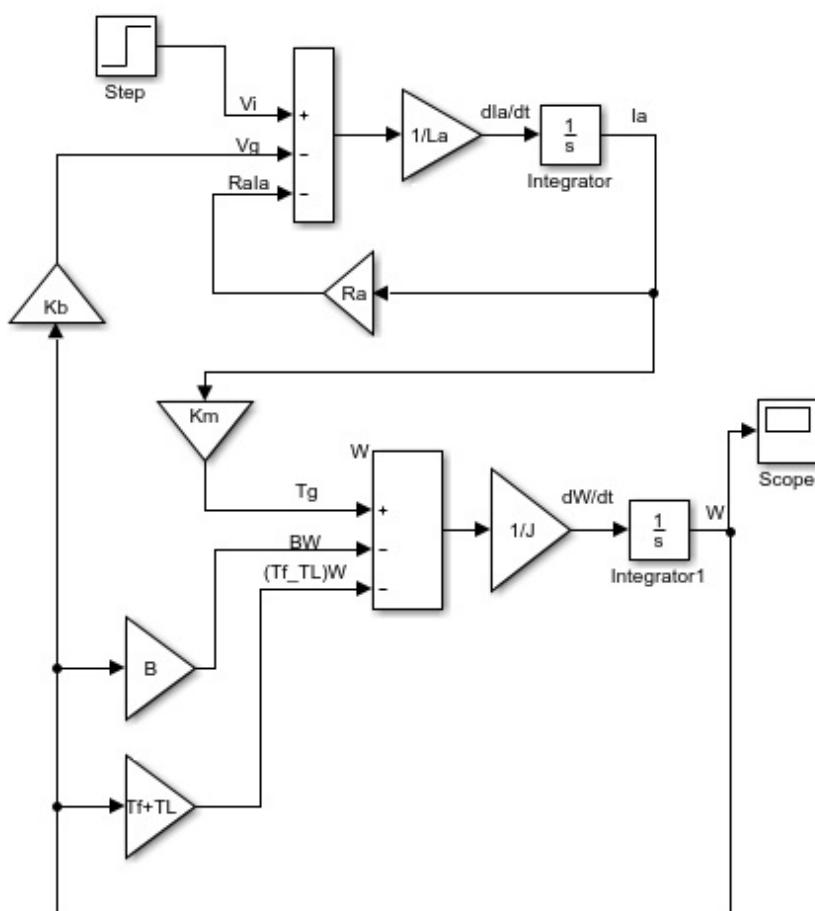 Step
Vi
+
Vg
−
RaIa
−
1/La
dIa/dt
1
s
Integrator
Ia
Ra
Kb
Km
W
Tg
+
BW
−
(Tf_TL)W
−
1/J
dW/dt
1
s
Integrator1
W
Scope
B
Tf+TL